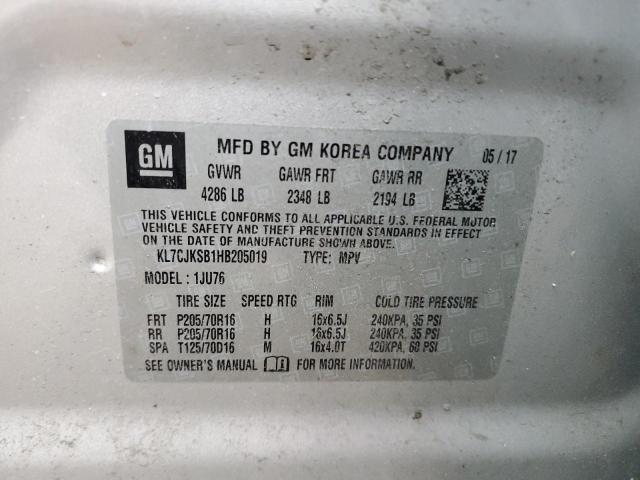 GM MFD BY GM KOREA COMPANY 05/17
GVWR GAWR FRT GAWR RR
4286 LB 2348 LB 2194 LB
THIS VEHICLE CONFORMS TO ALL APPLICABLE U.S. FEDERAL MOTOR
VEHICLE SAFETY AND THEFT PREVENTION STANDARDS IN EFFECT
ON THE DATE OF MANUFACTURE SHOWN ABOVE.
KL7CJKSB1HB205019 TYPE: MPV
MODEL: 1JU76
TIRE SIZE SPEED RTG RIM COLD TIRE PRESSURE
FRT P205/70R16 H 16x6.5J 240KPA, 35 PSI
RR P205/70R16 H 16x6.5J 240KPA, 35 PSI
SPA T125/70D16 M 16x4.0T 420KPA, 60 PSI
SEE OWNER'S MANUAL FOR MORE INFORMATION.